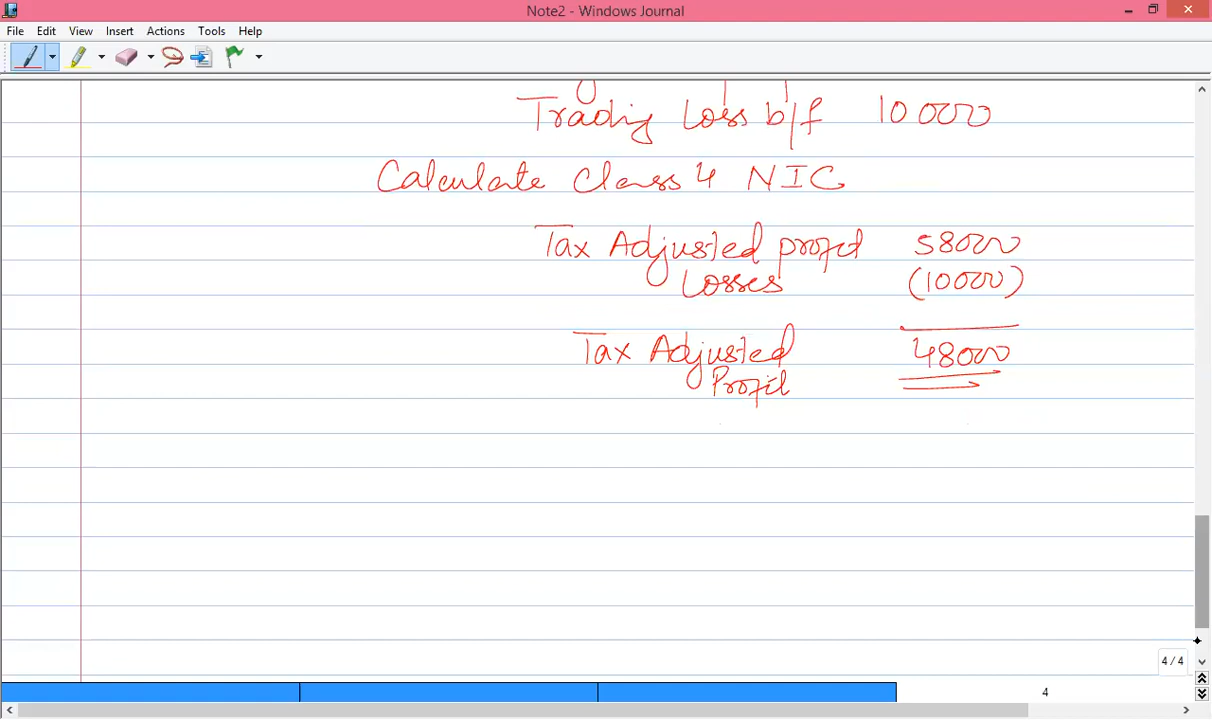 Note2 - Windows Journal
File Edit View Insert Actions Tools Help
Trading Loss b/f 10000
Calculate Class 4 NIC
Tax Adjusted profit 58000
Losses (10000)
Tax Adjusted 48000
Profit
4 / 4
4